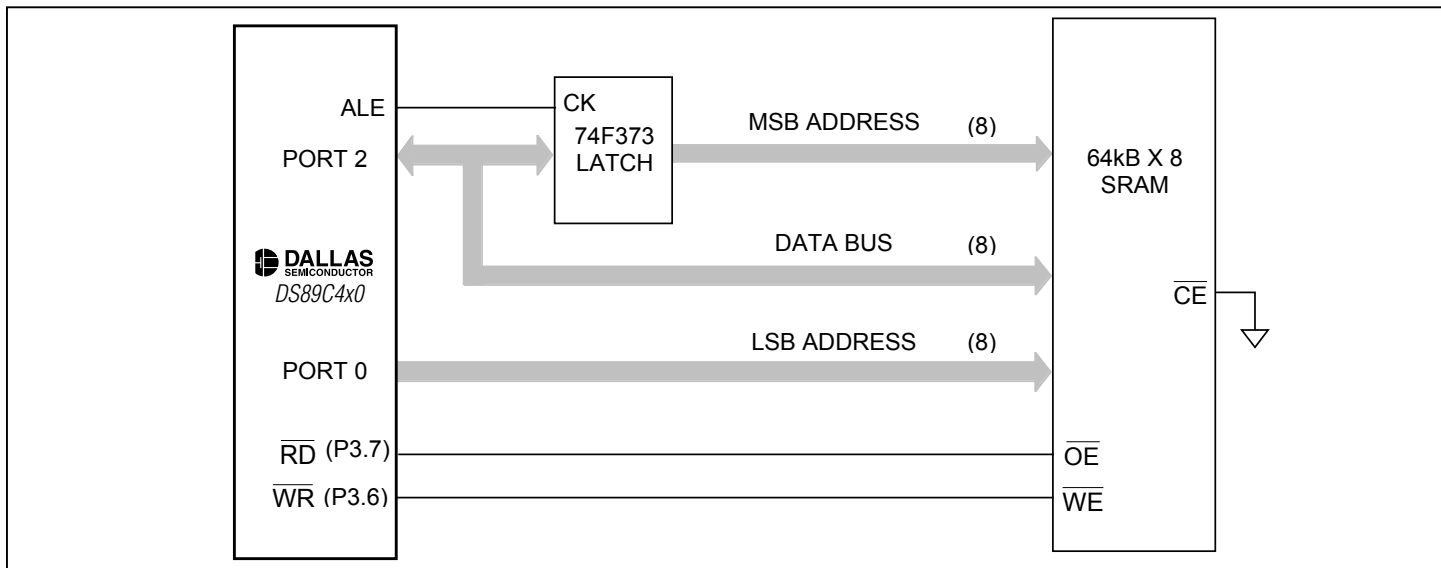 ALE
PORT 2
DALLAS
SEMICONDUCTOR
DS89C4x0
PORT 0
RD (P3.7)
WR (P3.6)
CK
74F373
LATCH
MSB ADDRESS (8)
DATA BUS (8)
LSB ADDRESS (8)
64kB X 8
SRAM
CE
OE
WE